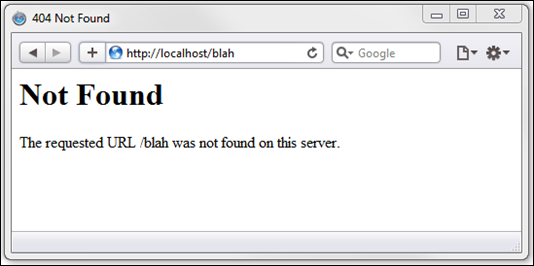 404 Not Found
http://localhost/blah
Google
Not Found
The requested URL /blah was not found on this server.